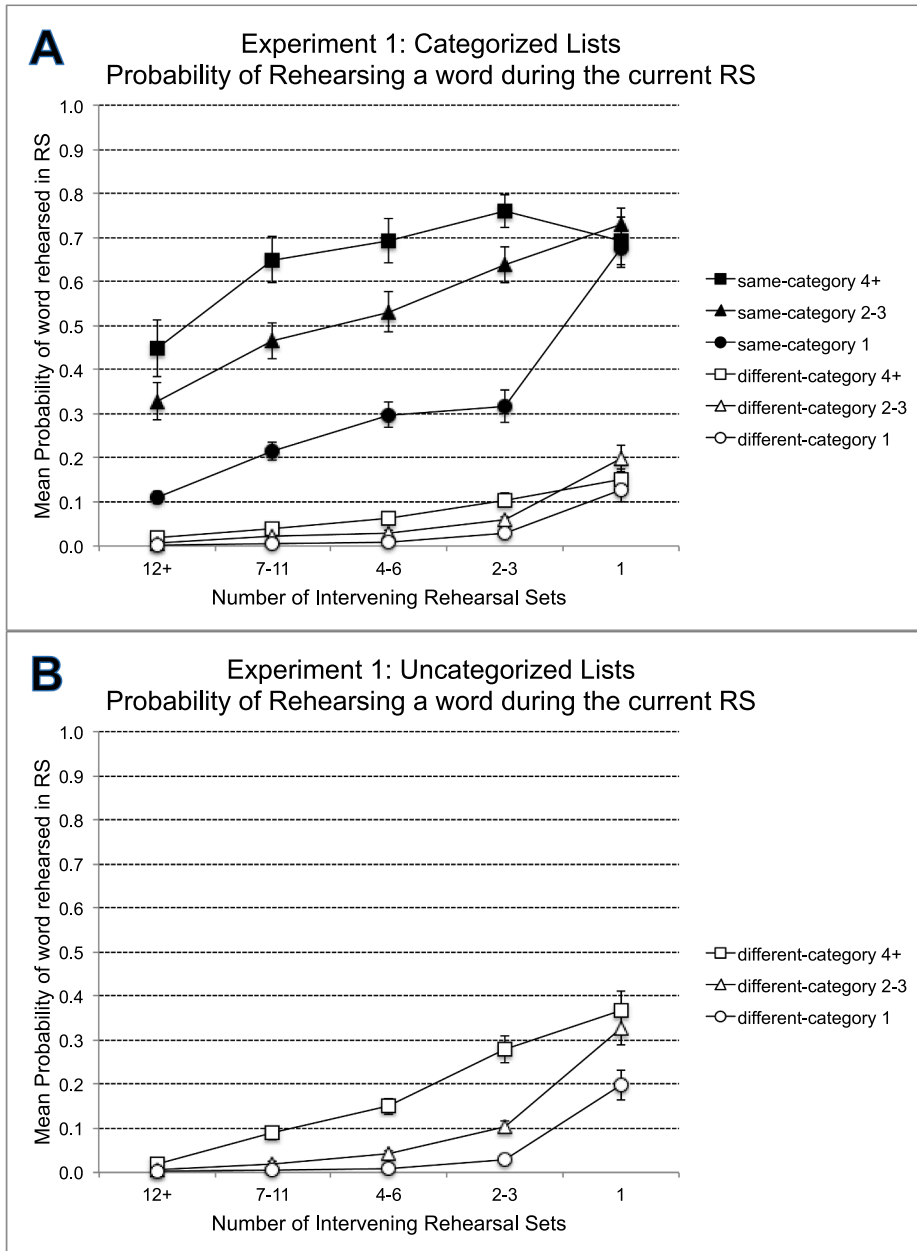 A
Experiment 1: Categorized Lists
Probability of Rehearsing a word during the current RS
Mean Probability of word rehearsed in RS
1.0
0.9
0.8
0.7
0.6
0.5
0.4
0.3
0.2
0.1
0.0
12+ 7-11 4-6 2-3 1
Number of Intervening Rehearsal Sets
same-category 4+
same-category 2-3
same-category 1
different-category 4+
different-category 2-3
different-category 1
B
Experiment 1: Uncategorized Lists
Probability of Rehearsing a word during the current RS
Mean Probability of word rehearsed in RS
1.0
0.9
0.8
0.7
0.6
0.5
0.4
0.3
0.2
0.1
0.0
12+ 7-11 4-6 2-3 1
Number of Intervening Rehearsal Sets
different-category 4+
different-category 2-3
different-category 1